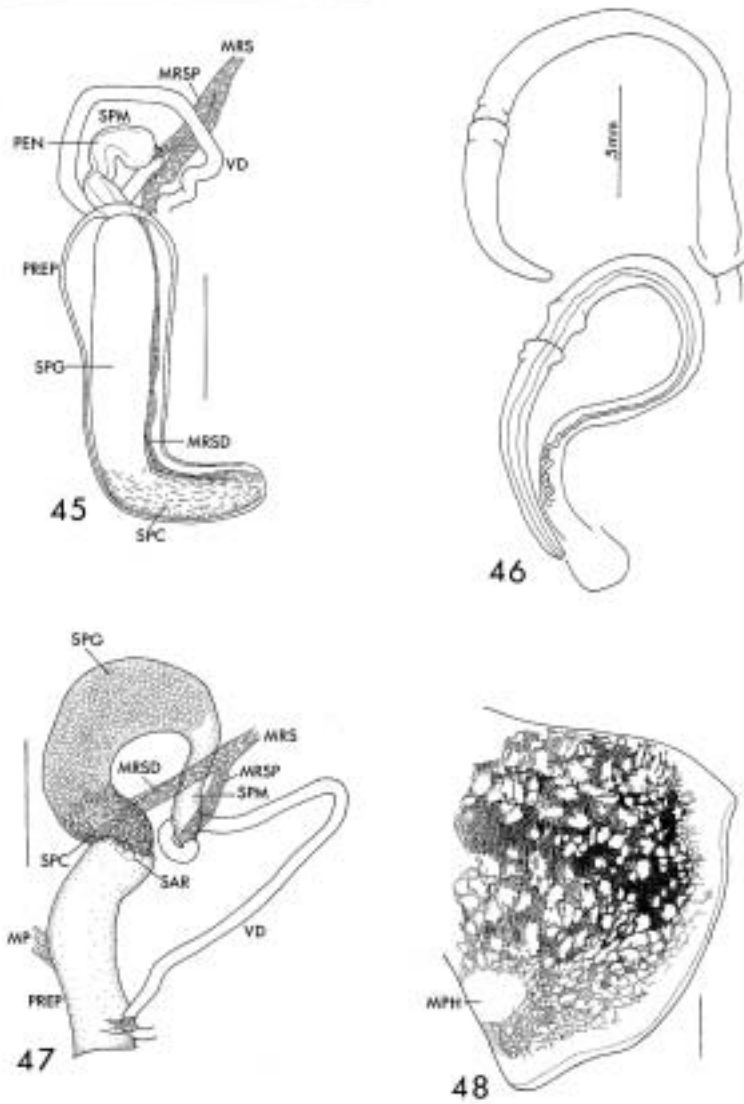 MRS
MRSP
SPM
PEN
VD
PREP
SPG
MRSD
45
SPC
.5mm
46
SPG
MRS
MRSD
MRSP
SPM
SPC
SAR
VD
MP
PREP
47
MPH
48